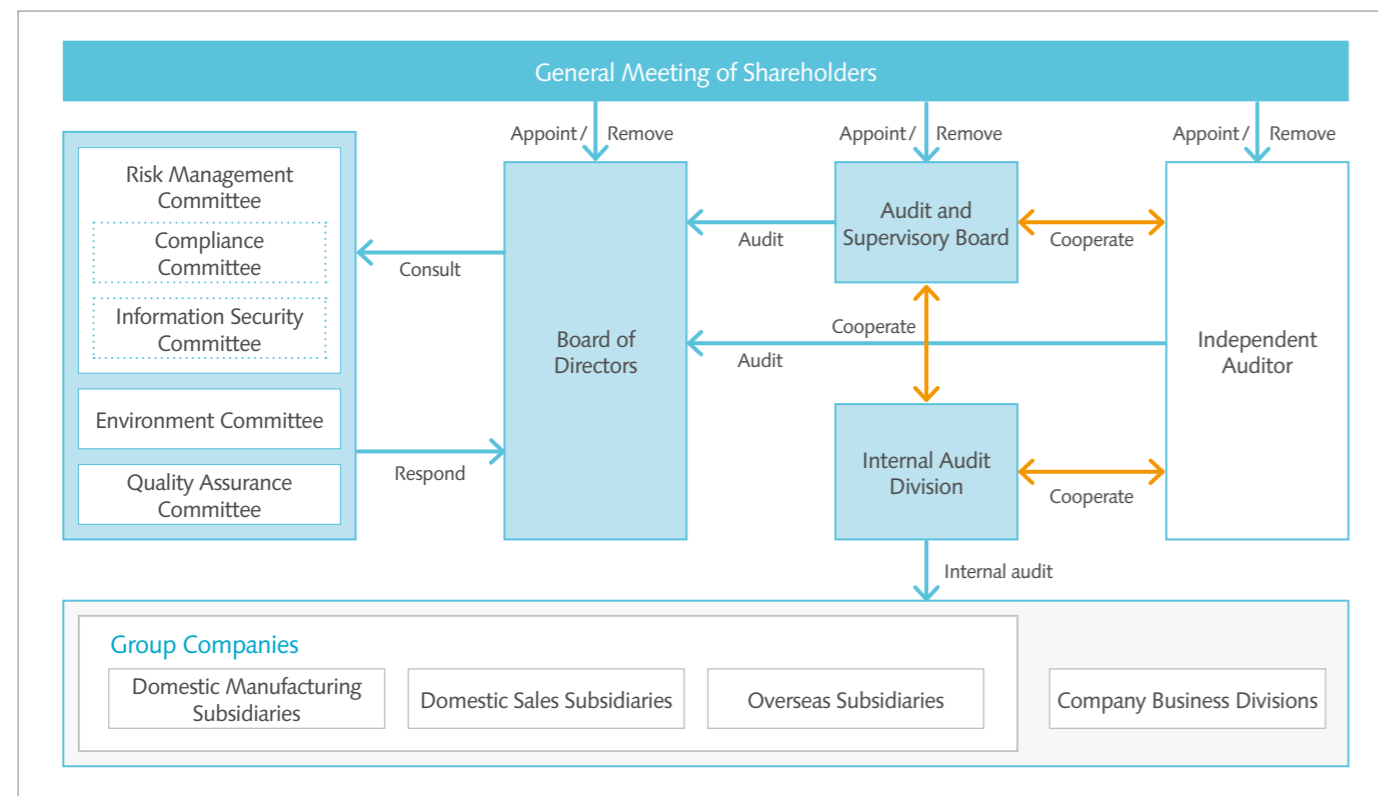 General Meeting of Shareholders
Appoint / Remove
Appoint / Remove
Appoint / Remove
Risk Management
Committee
Compliance
Committee
Information Security
Committee
Environment Committee
Quality Assurance
Committee
Consult
Respond
Board of
Directors
Audit
Audit
Audit and
Supervisory Board
Cooperate
Cooperate
Internal Audit
Division
Cooperate
Independent
Auditor
Internal audit
Group Companies
Domestic Manufacturing
Subsidiaries
Domestic Sales Subsidiaries
Overseas Subsidiaries
Company Business Divisions